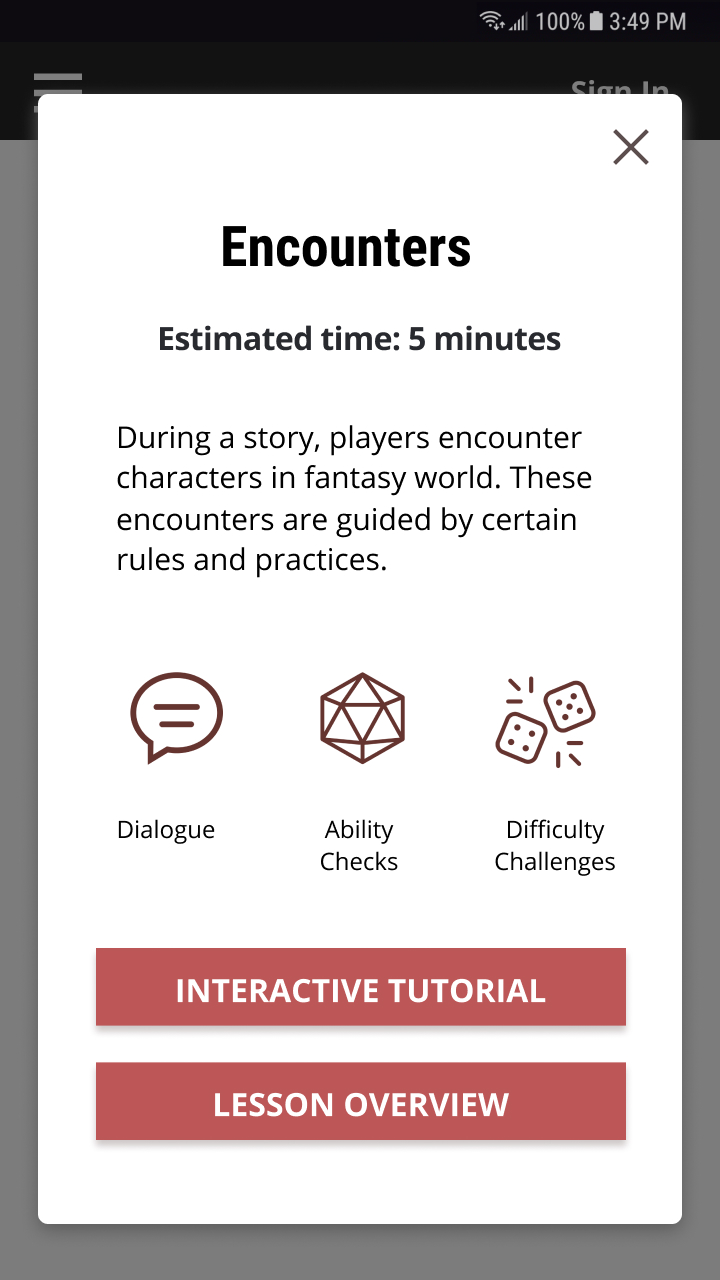 100% 3:49 PM
Sign In
Encounters
Estimated time: 5 minutes
During a story, players encounter
characters in fantasy world. These
encounters are guided by certain
rules and practices.
Dialogue
Ability
Checks
Difficulty
Challenges
INTERACTIVE TUTORIAL
LESSON OVERVIEW